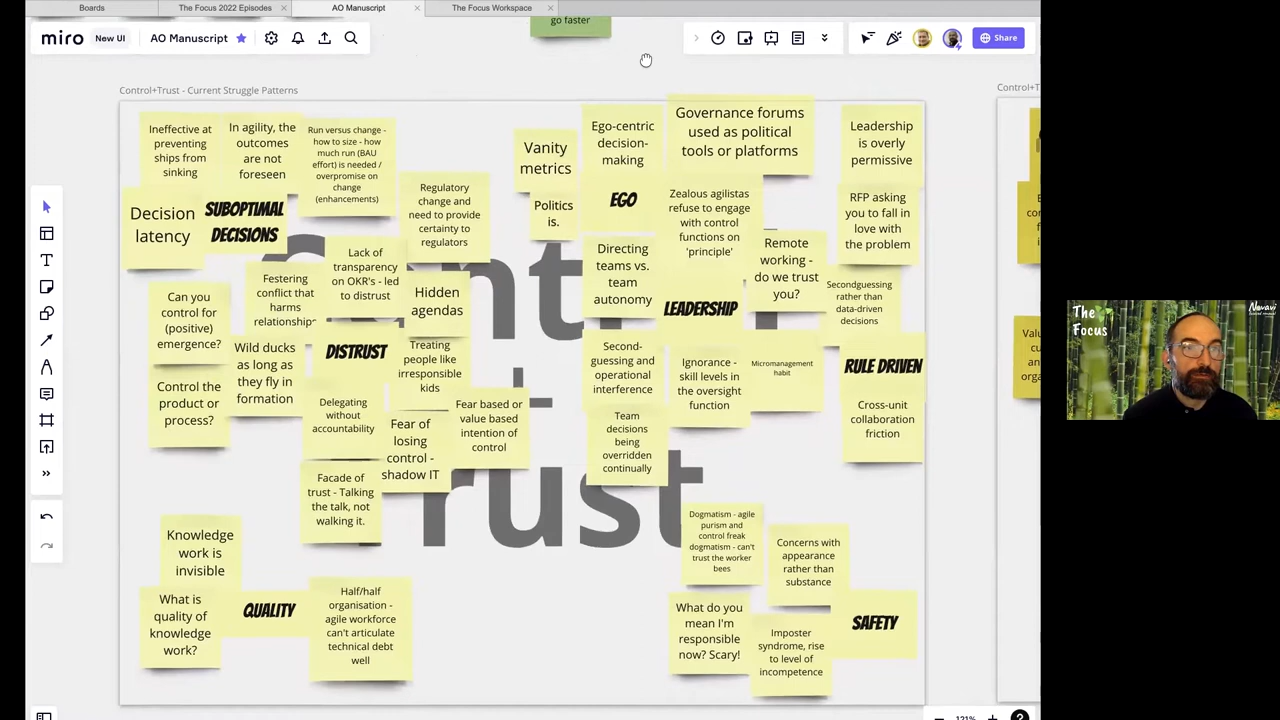 Boards
The Focus 2022 Episodes
AO Manuscript
The Focus Workspace
go faster
miro
New UI
AO Manuscript
Share
Control+Trust - Current Struggle Patterns
Control+T
Ineffective at
preventing
ships from
sinking
In agility, the
outcomes
are not
foreseen
Run versus change -
how to size - how
much run (BAU
effort) is needed /
overpromise on
change
(enhancements)
Decision
latency
SUBOPTIMAL
DECISIONS
Regulatory
change and
need to provide
certainty to
regulators
Vanity
metrics
Politics
is.
Ego-centric
decision-
making
EGO
Governance forums
used as political
tools or platforms
Zealous agilistas
refuse to engage
with control
functions on
'principle'
Leadership
is overly
permissive
RFP asking
you to fall in
love with
the problem
Lack of
transparency
on OKR's - led
to distrust
Festering
conflict that
harms
relationships
Hidden
agendas
Can you
control for
(positive)
emergence?
Wild ducks
as long as
they fly in
formation
Control the
product or
process?
DISTRUST
Treating
people like
irresponsible
kids
Delegating
without
accountability
Fear of
losing
control -
shadow IT
Fear based or
value based
intention of
control
Facade of
trust - Talking
the talk, not
walking it.
Directing
teams vs.
team
autonomy
LEADERSHIP
Remote
working -
do we trust
you?
Secondguessing
rather than
data-driven
decisions
Second-
guessing and
operational
interference
Ignorance -
skill levels in
the oversight
function
Micromanagement
habit
RULE DRIVEN
Cross-unit
collaboration
friction
Team
decisions
being
overridden
continually
Trust
Knowledge
work is
invisible
What is
quality of
knowledge
work?
QUALITY
Half/half
organisation -
agile workforce
can't articulate
technical debt
well
Dogmatism - agile
purism and
control freak
dogmatism - can't
trust the worker
bees
Concerns with
appearance
rather than
substance
What do you
mean I'm
responsible
now? Scary!
Imposter
syndrome, rise
to level of
incompetence
SAFETY
121%
The
Focus